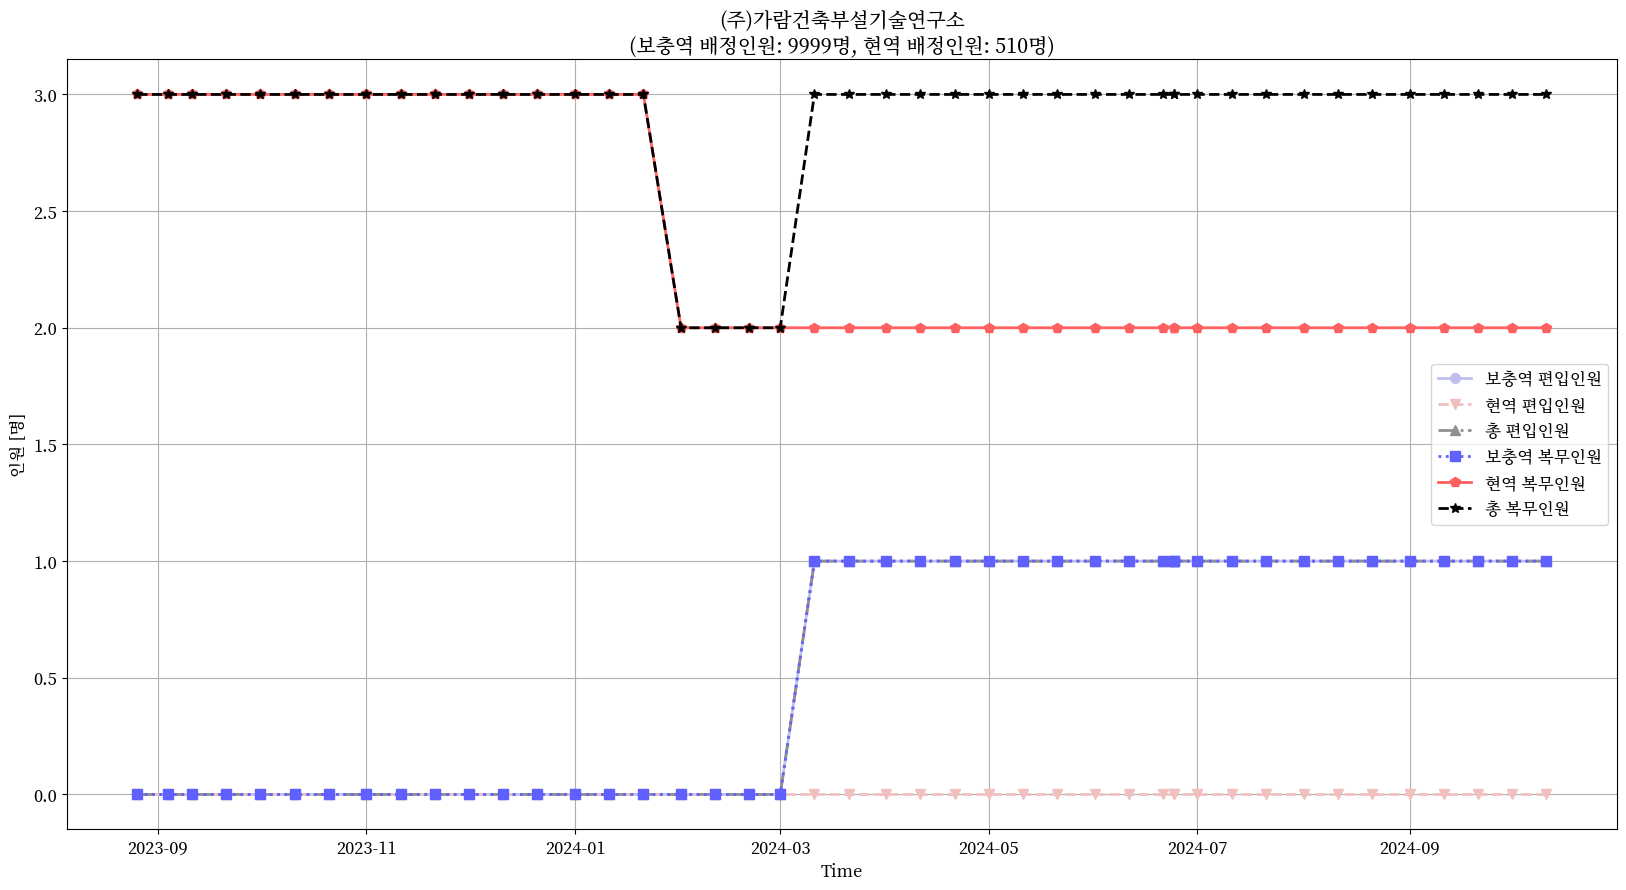 (주)가람건축부설기술연구소
(보충역 배정인원: 9999명, 현역 배정인원: 510명)
3.0
2.5
2.0
1.5
1.0
0.5
0.0
인원 [명]
보충역 편입인원
현역 편입인원
총 편입인원
보충역 복무인원
현역 복무인원
총 복무인원
2023-09
2023-11
2024-01
2024-03
2024-05
2024-07
2024-09
Time